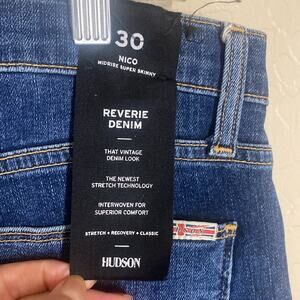 30
NICO
MIDRISE SUPER SKINNY
REVERIE
DENIM
THAT VINTAGE
DENIM LOOK
THE NEWEST
STRETCH TECHNOLOGY
INTERWOVEN FOR
SUPERIOR COMFORT
STRETCH + RECOVERY + CLASSIC
HUDSON